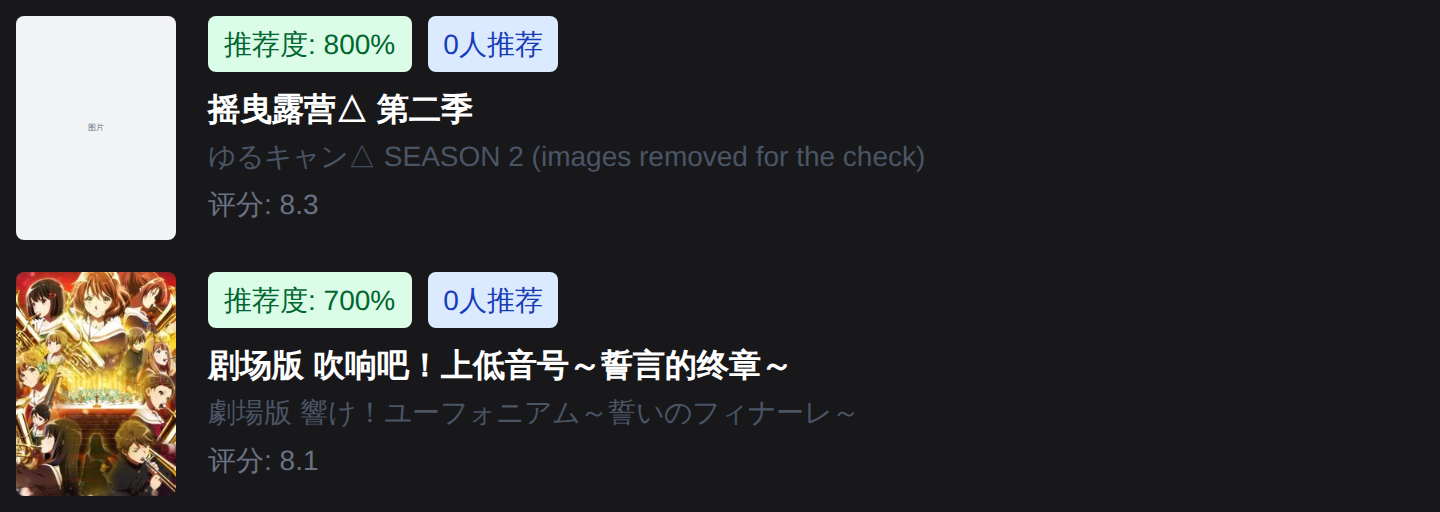 推荐度: 800%
0人推荐
图片
摇曳露营△ 第二季
ゆるキャン△ SEASON 2 (images removed for the check)
评分: 8.3
推荐度: 700%
0人推荐
剧场版 吹响吧！上低音号～誓言的终章～
劇場版 響け！ユーフォニアム～誓いのフィナーレ～
评分: 8.1